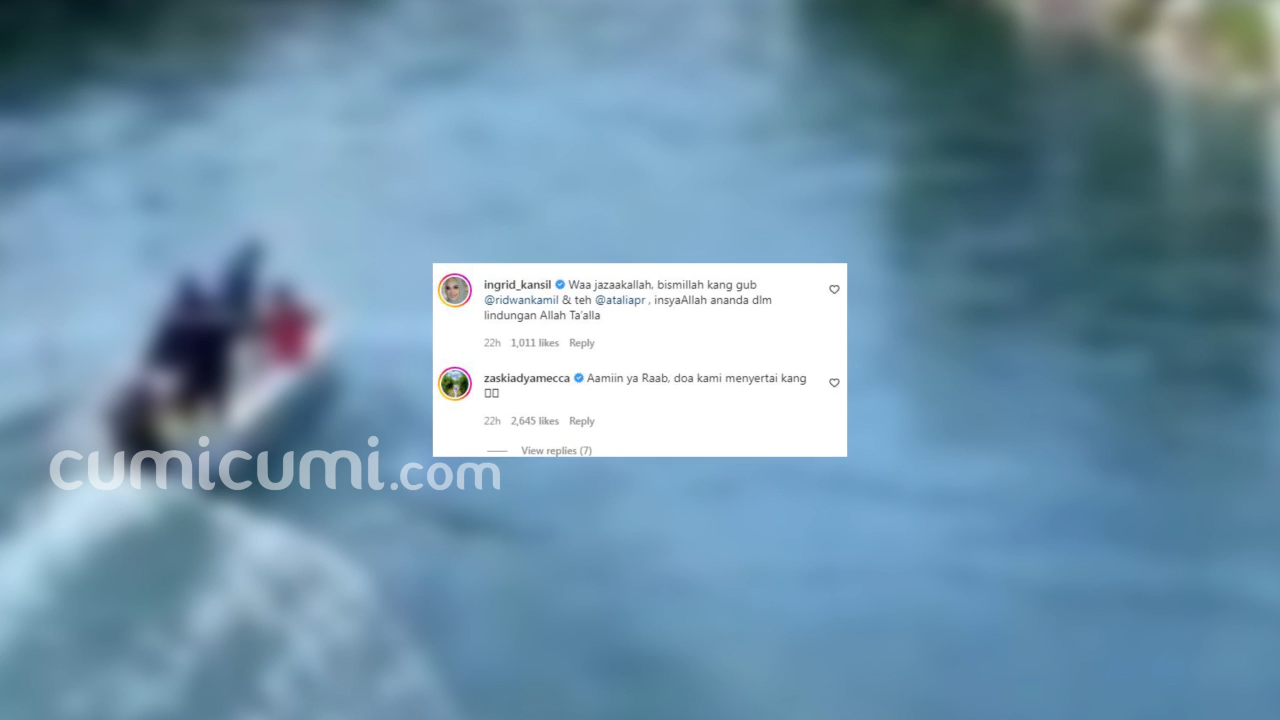 ingrid_kansil Waa jazaakallah, bismillah kang gub
@ridwankamil & teh @ataliapr , insyaAllah ananda dlm
lindungan Allah Ta'alla
22h 1,011 likes Reply
zaskiadyamecca Aamiin ya Raab, doa kami menyertai kang
22h 2,645 likes Reply
View replies (7)
cumicumi.com